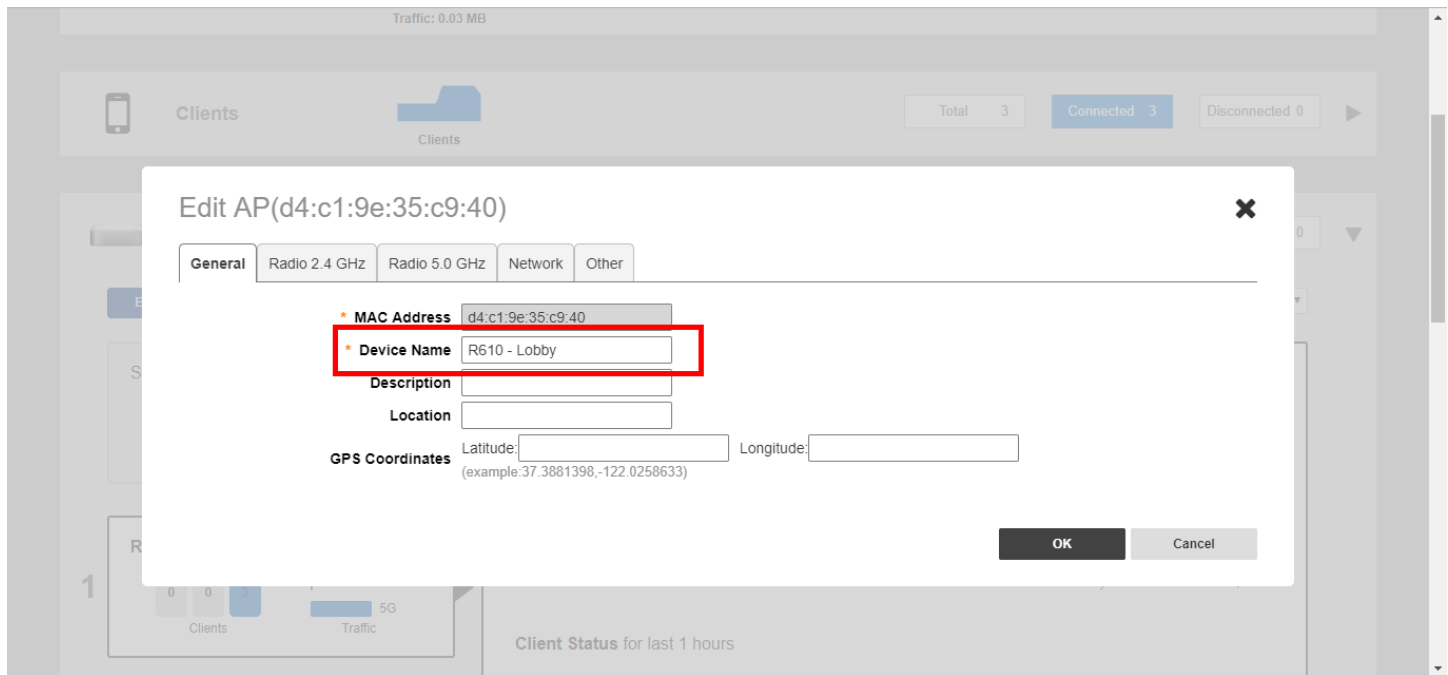 Traffic: 0.03 MB
Clients
Clients
Total 3
Connected 3
Disconnected 0
Edit AP(d4:c1:9e:35:c9:40)
General Radio 2.4 GHz Radio 5.0 GHz Network Other
0
E
* MAC Address d4:c1:9e:35:c9:40
* Device Name R610 - Lobby
S
Description
Location
GPS Coordinates Latitude: Longitude:
(example:37.3881398,-122.0258633)
OK Cancel
R
1
0 0 3
5G
Clients Traffic
Client Status for last 1 hours